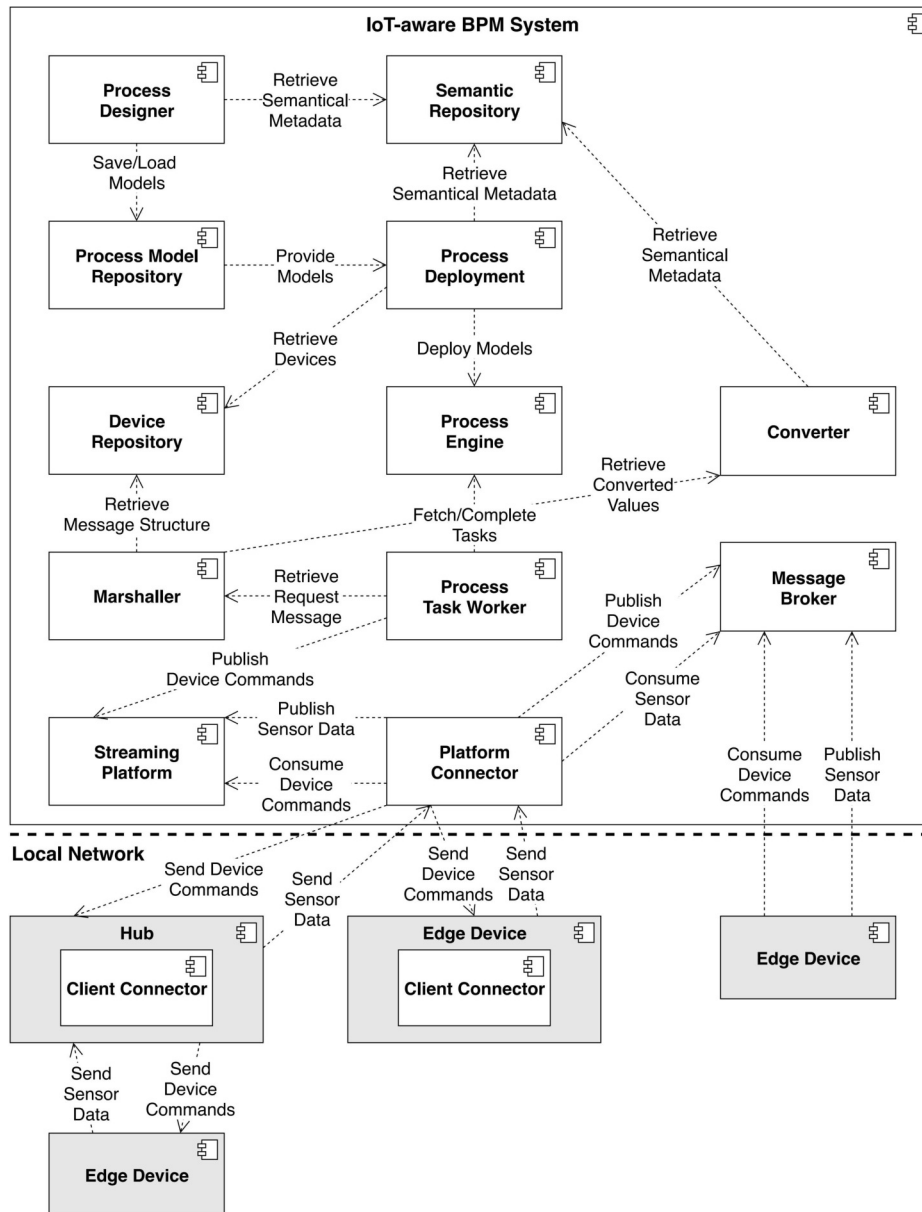 IoT-aware BPM System
Process
Designer
Retrieve
Semantical
Metadata
Semantic
Repository
Save/Load
Models
Retrieve
Semantical Metadata
Retrieve
Semantical
Metadata
Process Model
Repository
Provide
Models
Process
Deployment
Retrieve
Devices
Deploy Models
Device
Repository
Process
Engine
Converter
Retrieve
Message Structure
Fetch/Complete
Tasks
Retrieve
Converted
Values
Marshaller
Retrieve
Request
Message
Process
Task Worker
Message
Broker
Publish
Device Commands
Publish
Device
Commands
Consume
Sensor
Data
Streaming
Platform
Publish
Sensor Data
Consume
Device
Commands
Platform
Connector
Consume
Device
Commands
Publish
Sensor
Data
Local Network
Send Device
Commands
Send
Sensor
Data
Send
Device
Commands
Send
Sensor
Data
Hub
Client Connector
Edge Device
Client Connector
Edge Device
Send
Sensor
Data
Send
Device
Commands
Edge Device